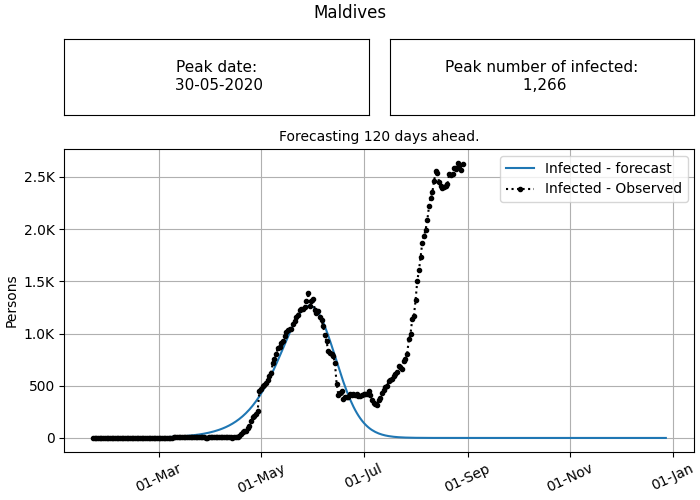 Maldives
Peak date:
30-05-2020
Peak number of infected:
1,266
Forecasting 120 days ahead.
Infected - forecast
Infected - Observed
2.5K
2.0K
1.5K
1.0K
500
0
Persons
01-Mar
01-May
01-Jul
01-Sep
01-Nov
01-Jan